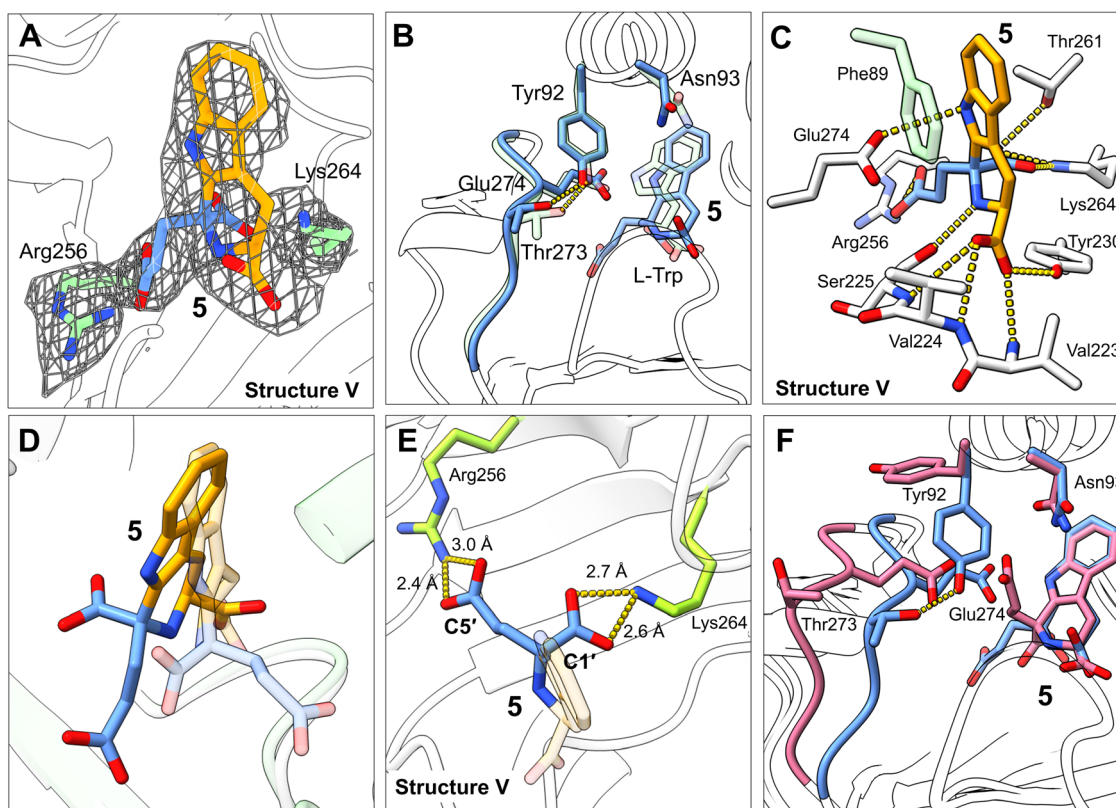 A
Lys264
Arg256
5
Structure V
B
Tyr92
Asn93
Glu274
Thr273
5
L-Trp
C
5
Thr261
Phe89
Glu274
Lys264
Arg256
Tyr230
Ser225
Val224
Val223
Structure V
D
5
E
Arg256
3.0 Å
2.4 Å
2.7 Å
2.6 Å
Lys264
C5′
C1′
5
Structure V
F
Tyr92
Asn9
Thr273
Glu274
5